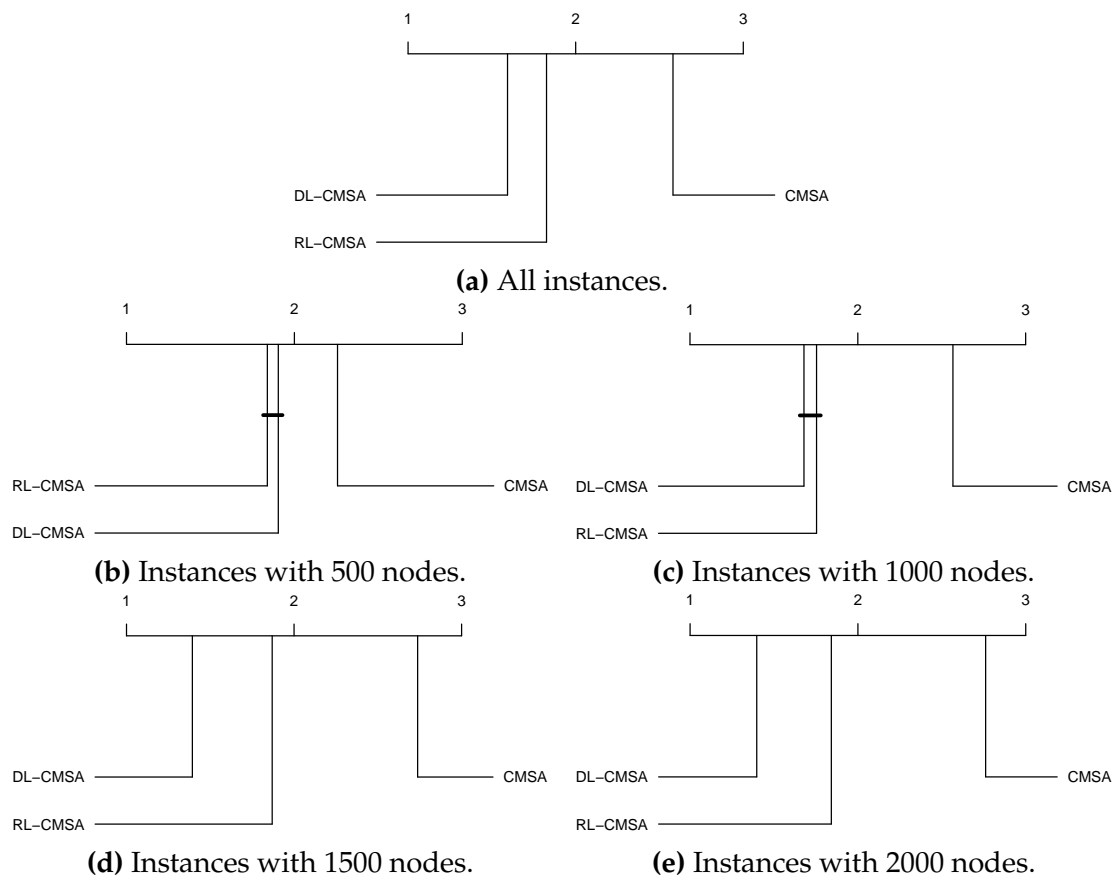 1 2 3
DL−CMSA CMSA
RL−CMSA
(a) All instances.
1 2 3
RL−CMSA CMSA
DL−CMSA
(b) Instances with 500 nodes.
1 2 3
DL−CMSA CMSA
RL−CMSA
(c) Instances with 1000 nodes.
1 2 3
DL−CMSA CMSA
RL−CMSA
(d) Instances with 1500 nodes.
1 2 3
DL−CMSA CMSA
RL−CMSA
(e) Instances with 2000 nodes.